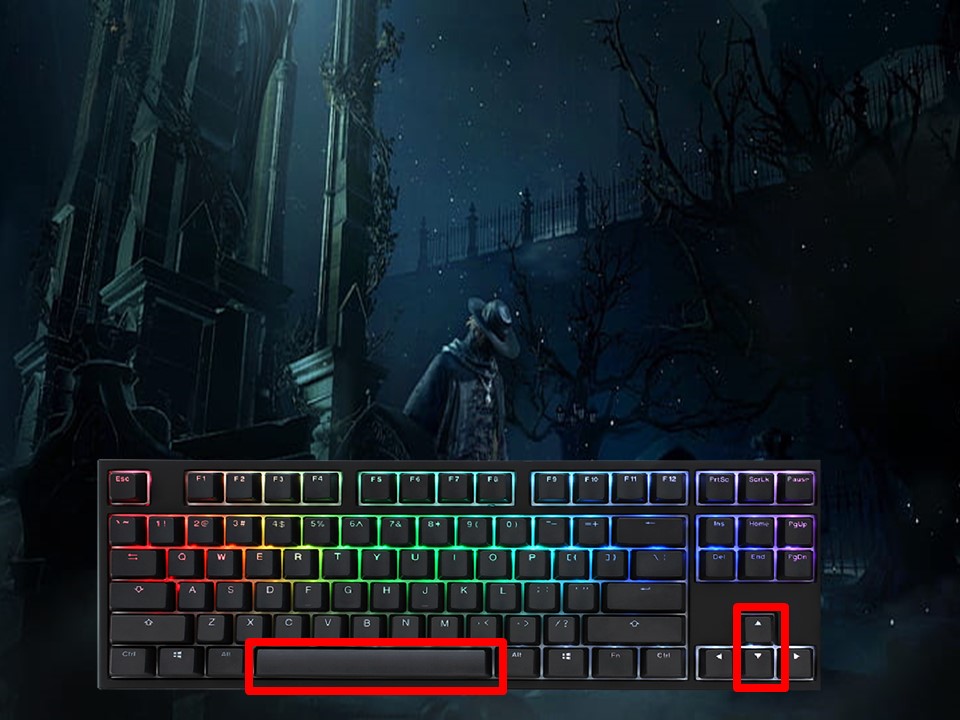 Esc F1 F2 F3 F4 F5 F6 F7 F8 F9 F10 F11 F12 PrtSc ScrLk Pause
`~ 1! 2@ 3# 4$ 5% 6^ 7& 8* 9( 0) -_ =+ Ins Home PgUp
Q W E R T Y U I O P [{ ]} \| Del End PgDn
A S D F G H J K L ;: '"
Z X C V B N M ,< .> /?
Ctrl Alt Alt Fn Ctrl